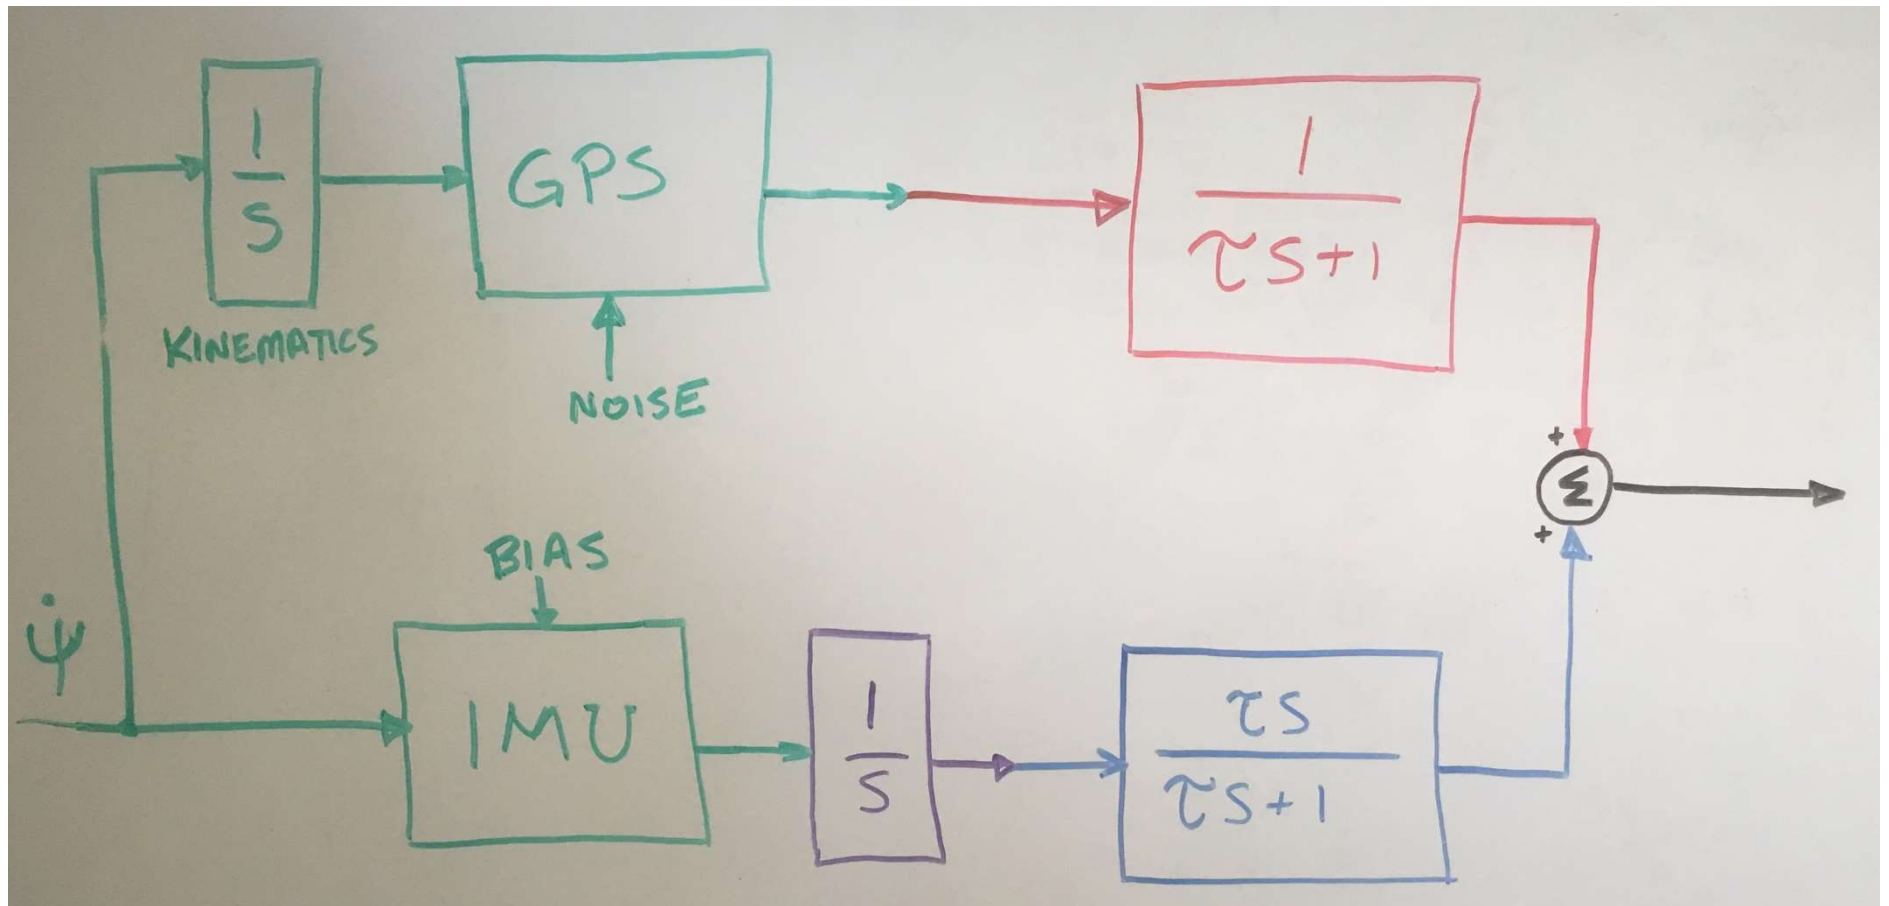 1
S
KINEMATICS
GPS
NOISE
1
τS+1
+
Σ
+
ψ̇
BIAS
IMU
1
S
τS
τS+1